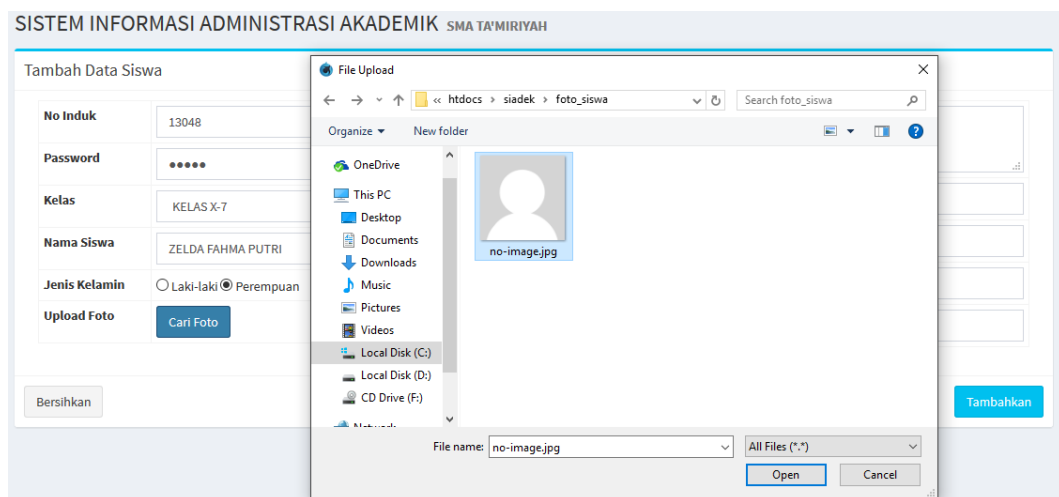 SISTEM INFORMASI ADMINISTRASI AKADEMIK SMA TA'MIRIYAH
Tambah Data Siswa
No Induk
13048
Password
•••••
Kelas
KELAS X-7
Nama Siswa
ZELDA FAHMA PUTRI
Jenis Kelamin
Laki-laki Perempuan
Upload Foto
Cari Foto
Bersihkan
Tambahkan
File Upload
« htdocs › siadek › foto_siswa
Search foto_siswa
Organize
New folder
OneDrive
This PC
Desktop
Documents
Downloads
Music
Pictures
Videos
Local Disk (C:)
Local Disk (D:)
CD Drive (F:)
no-image.jpg
File name: no-image.jpg
All Files (*.*)
Open
Cancel